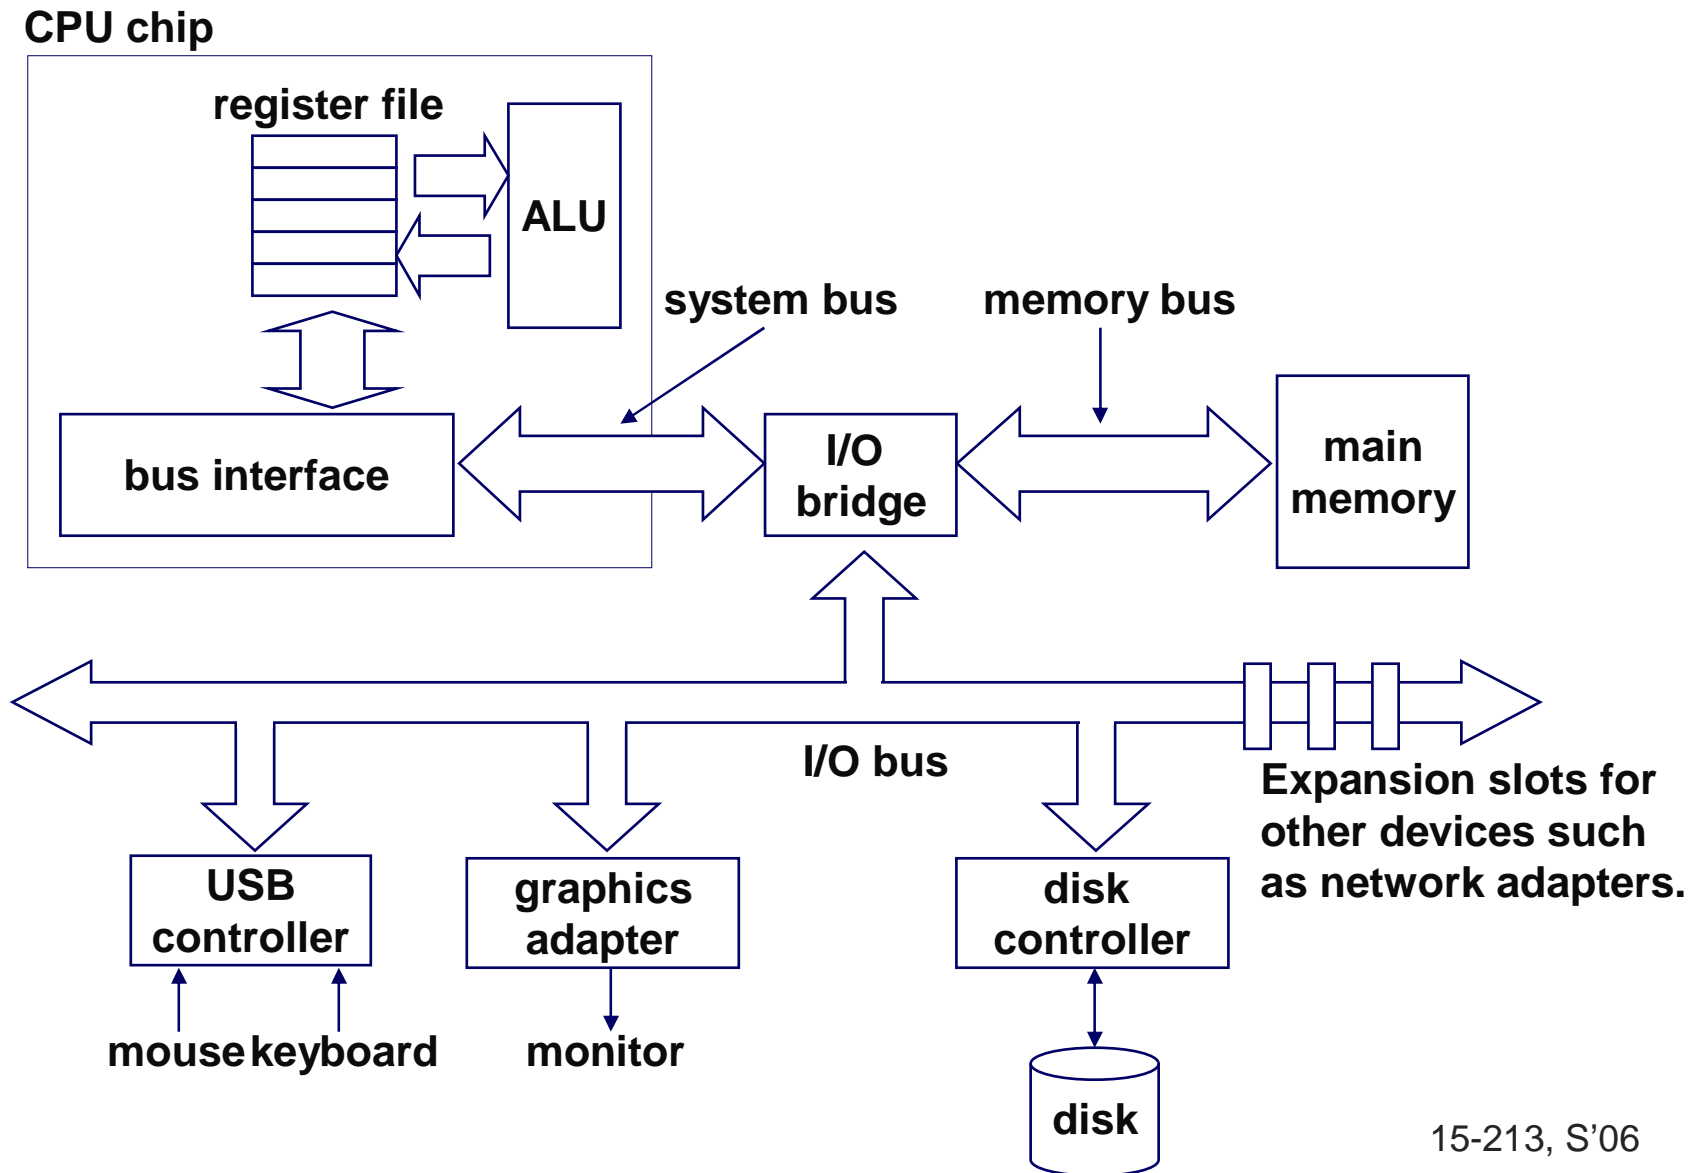 CPU chip
register file
ALU
system bus
memory bus
bus interface
I/O
bridge
main
memory
I/O bus
Expansion slots for
other devices such
as network adapters.
USB
controller
graphics
adapter
disk
controller
mouse
keyboard
monitor
disk
15-213, S’06